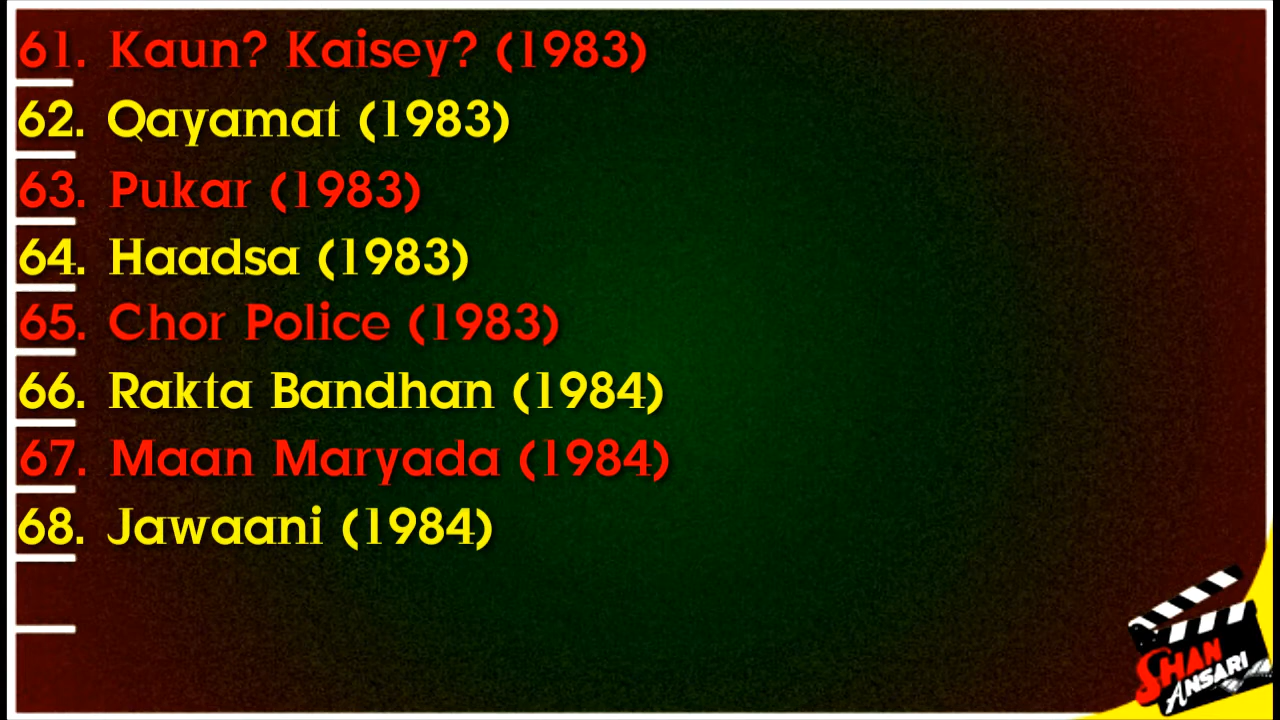 61. Kaun? Kaisey? (1983)
62. Qayamat (1983)
63. Pukar (1983)
64. Haadsa (1983)
65. Chor Police (1983)
66. Rakta Bandhan (1984)
67. Maan Maryada (1984)
68. Jawaani (1984)
SHAN
ANSARI